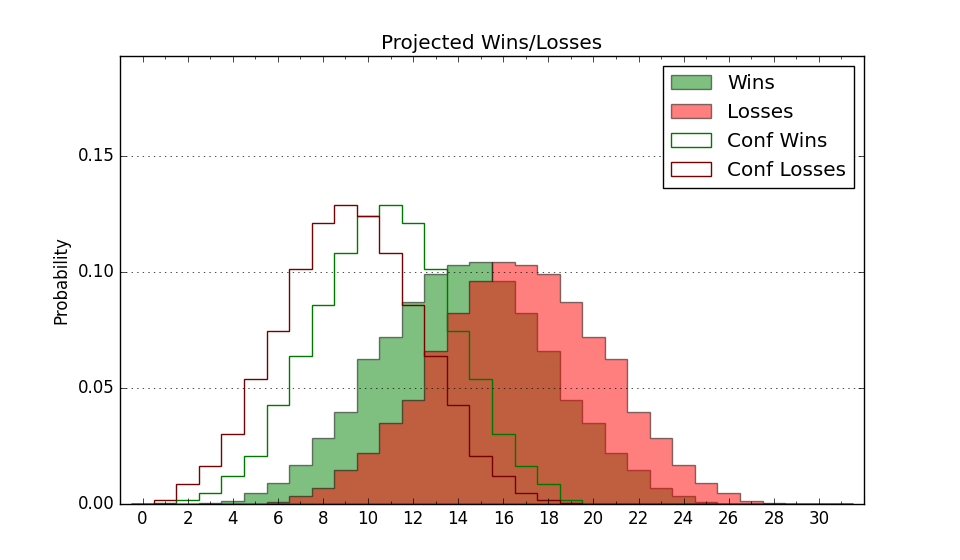 Projected Wins/Losses
Wins
Losses
Conf Wins
Conf Losses
Probability
0.15
0.10
0.05
0.00
0 2 4 6 8 10 12 14 16 18 20 22 24 26 28 30